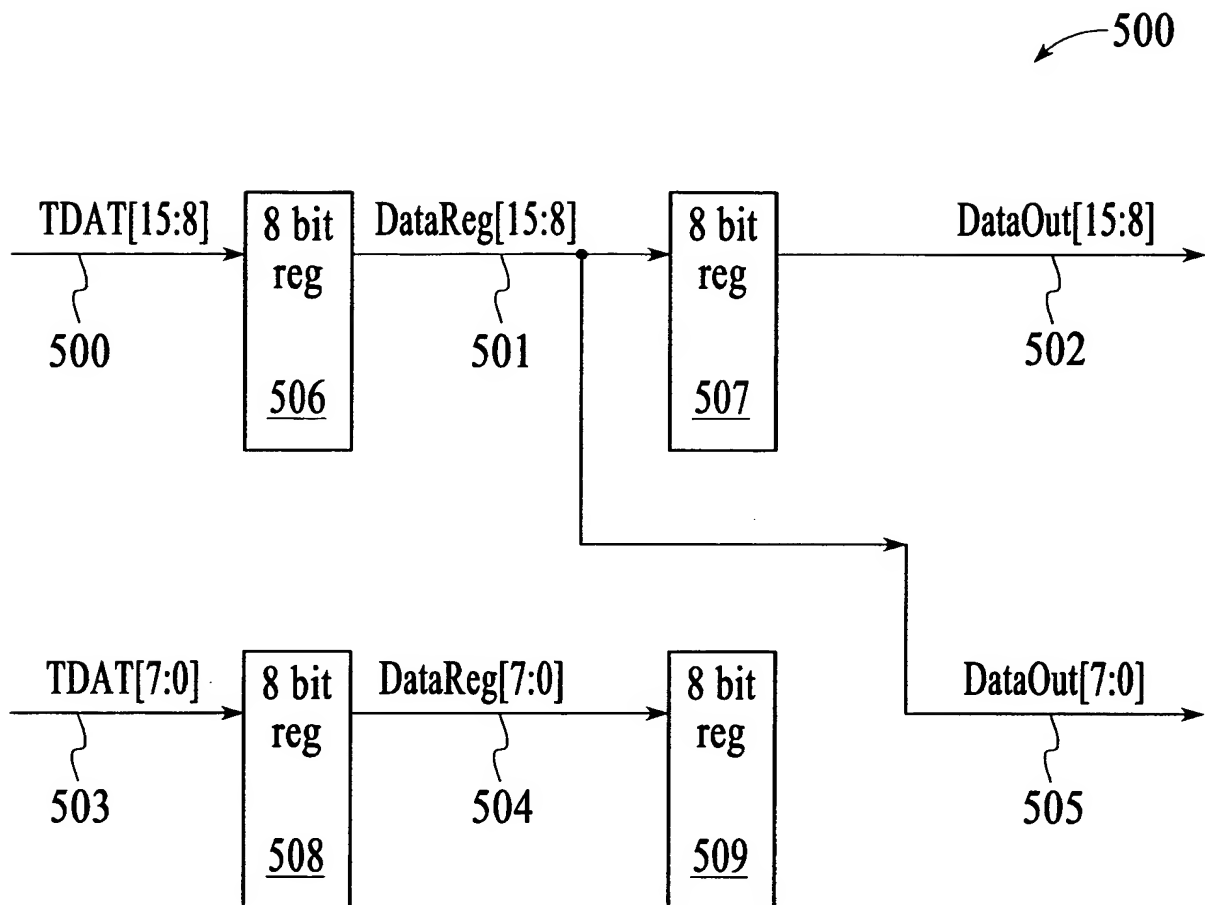 500
TDAT[15:8]
8 bit
reg
506
DataReg[15:8]
8 bit
reg
507
DataOut[15:8]
500
501
502
TDAT[7:0]
8 bit
reg
508
DataReg[7:0]
8 bit
reg
509
DataOut[7:0]
503
504
505